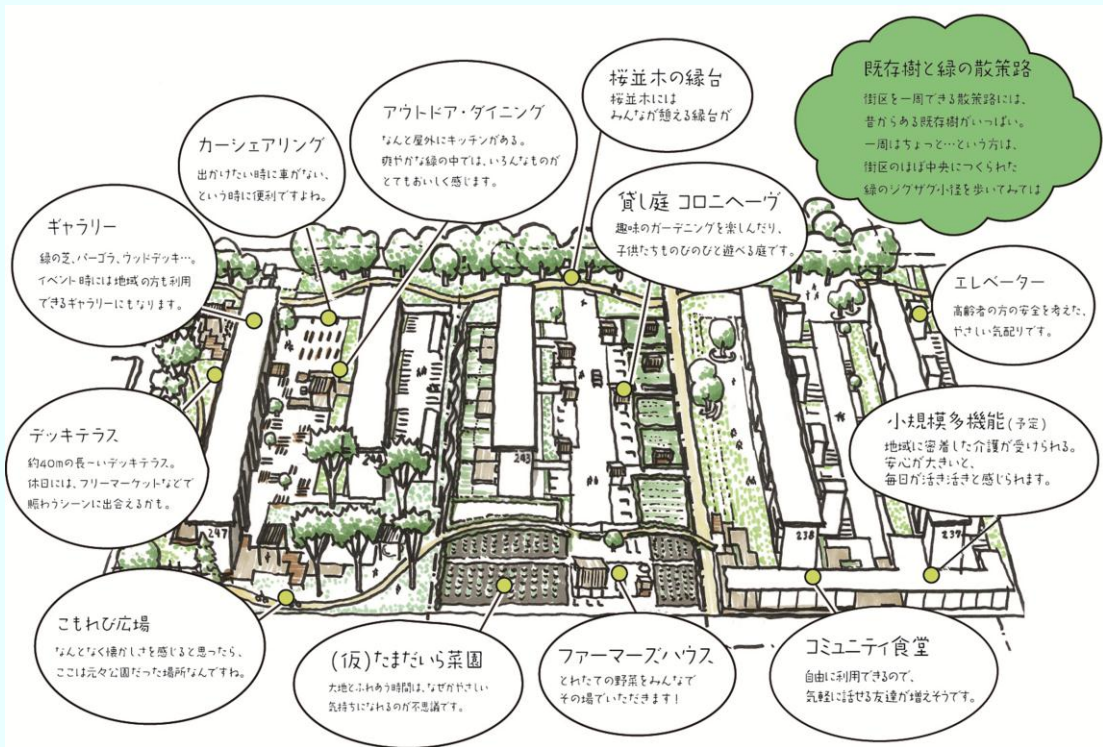 既存樹と緑の散策路
街区を一周できる散策路には、
昔からある既存樹がいっぱい。
一周はちょっと…という方は、
街区のほぼ中央につくられた
緑のジグザグ小径を歩いてみては
桜並木の縁台
桜並木には
みんなが憩える縁台が
アウトドア・ダイニング
なんと屋外にキッチンがある。
爽やかな緑の中では、いろんなものが
とてもおいしく感じます。
カーシェアリング
出かけたい時に車がない、
という時に便利ですよね。
貸し庭 コロニヘーヴ
趣味のガーデニングを楽しんだり、
子供たちものびのびと遊べる庭です。
ギャラリー
緑の芝、パーゴラ、ウッドデッキ…。
イベント時には地域の方も利用
できるギャラリーにもなります。
エレベーター
高齢者の方の安全を考えた、
やさしい気配りです。
デッキテラス
約40mの長ーいデッキテラス。
休日には、フリーマーケットなどで
賑わうシーンに出会えるかも。
小規模多機能(予定)
地域に密着した介護が受けられる。
安心が大きいと、
毎日が活き活きと感じられます。
247
243
238
237
こもれび広場
なんとなく懐かしさを感じると思ったら、
ここは元々公園だった場所なんですね。
(仮)たまだいら菜園
大地とふれあう時間は、なぜかやさしい
気持ちになれるのが不思議です。
ファーマーズハウス
とれたての野菜をみんなで
その場でいただきます!
コミュニティ食堂
自由に利用できるので、
気軽に話せる友達が増えそうです。